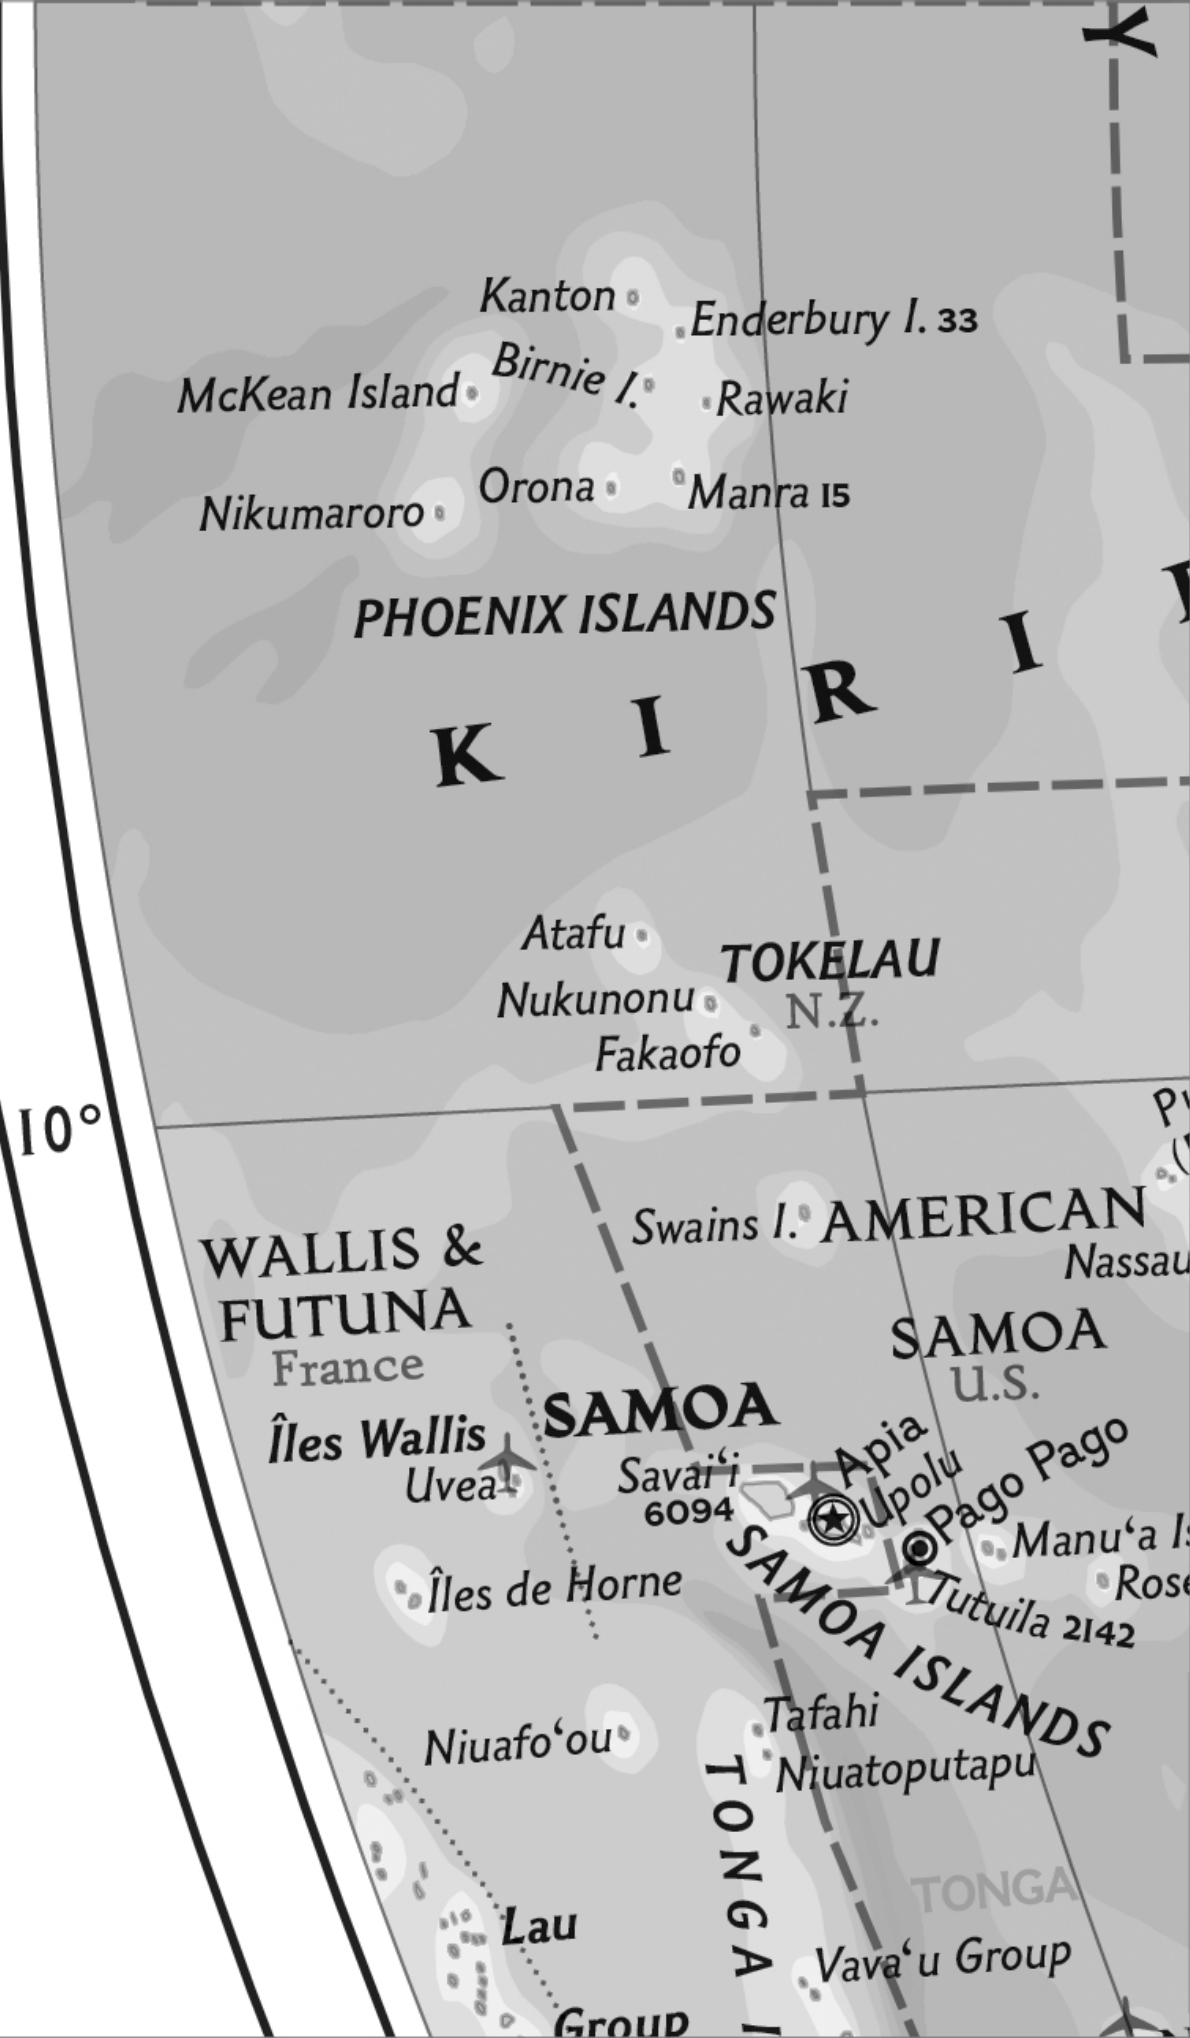 Y
Kanton
Enderbury I. 33
Birnie I.
McKean Island
Rawaki
Orona
Manra 15
Nikumaroro
PHOENIX ISLANDS
K I R I
Atafu
TOKELAU
Nukunonu
N.Z.
Fakaofo
10°
Swains I.
AMERICAN
Nassau
WALLIS &
FUTUNA
France
SAMOA
U.S.
SAMOA
Îles Wallis
Uvea
Savai‘i
6094
Apia
Upolu
Pago Pago
Manu‘a Is
Rose
Îles de Horne
Tutuila 2142
SAMOA ISLANDS
Tafahi
Niuafo‘ou
Niuatoputapu
TONGA I
TONGA
Lau
Group
Vava‘u Group